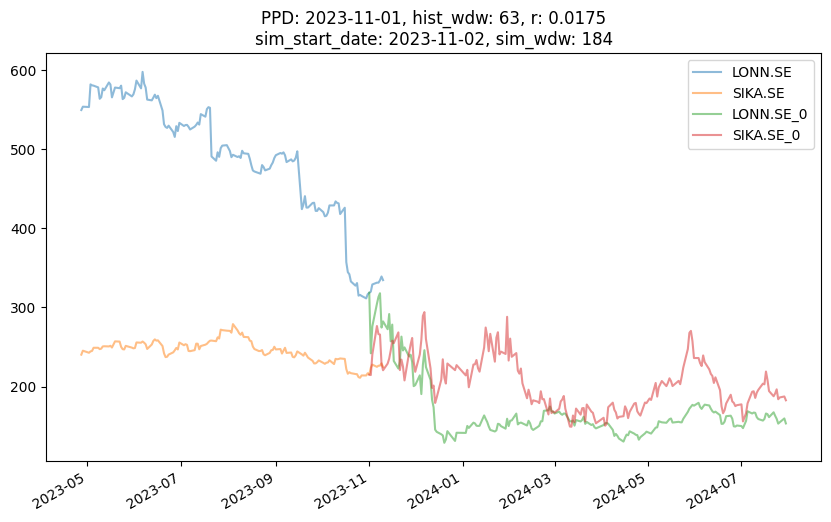 PPD: 2023-11-01, hist_wdw: 63, r: 0.0175
sim_start_date: 2023-11-02, sim_wdw: 184
LONN.SE
SIKA.SE
LONN.SE_0
SIKA.SE_0
600
500
400
300
200
2023-05
2023-07
2023-09
2023-11
2024-01
2024-03
2024-05
2024-07